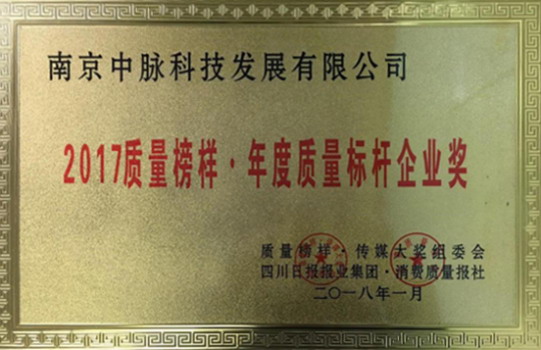 南京中脉科技发展有限公司
2017质量榜样·年度质量标杆企业奖
质量榜样·传媒大奖组委会
四川日报报业集团·消费质量报社
二〇一八年一月